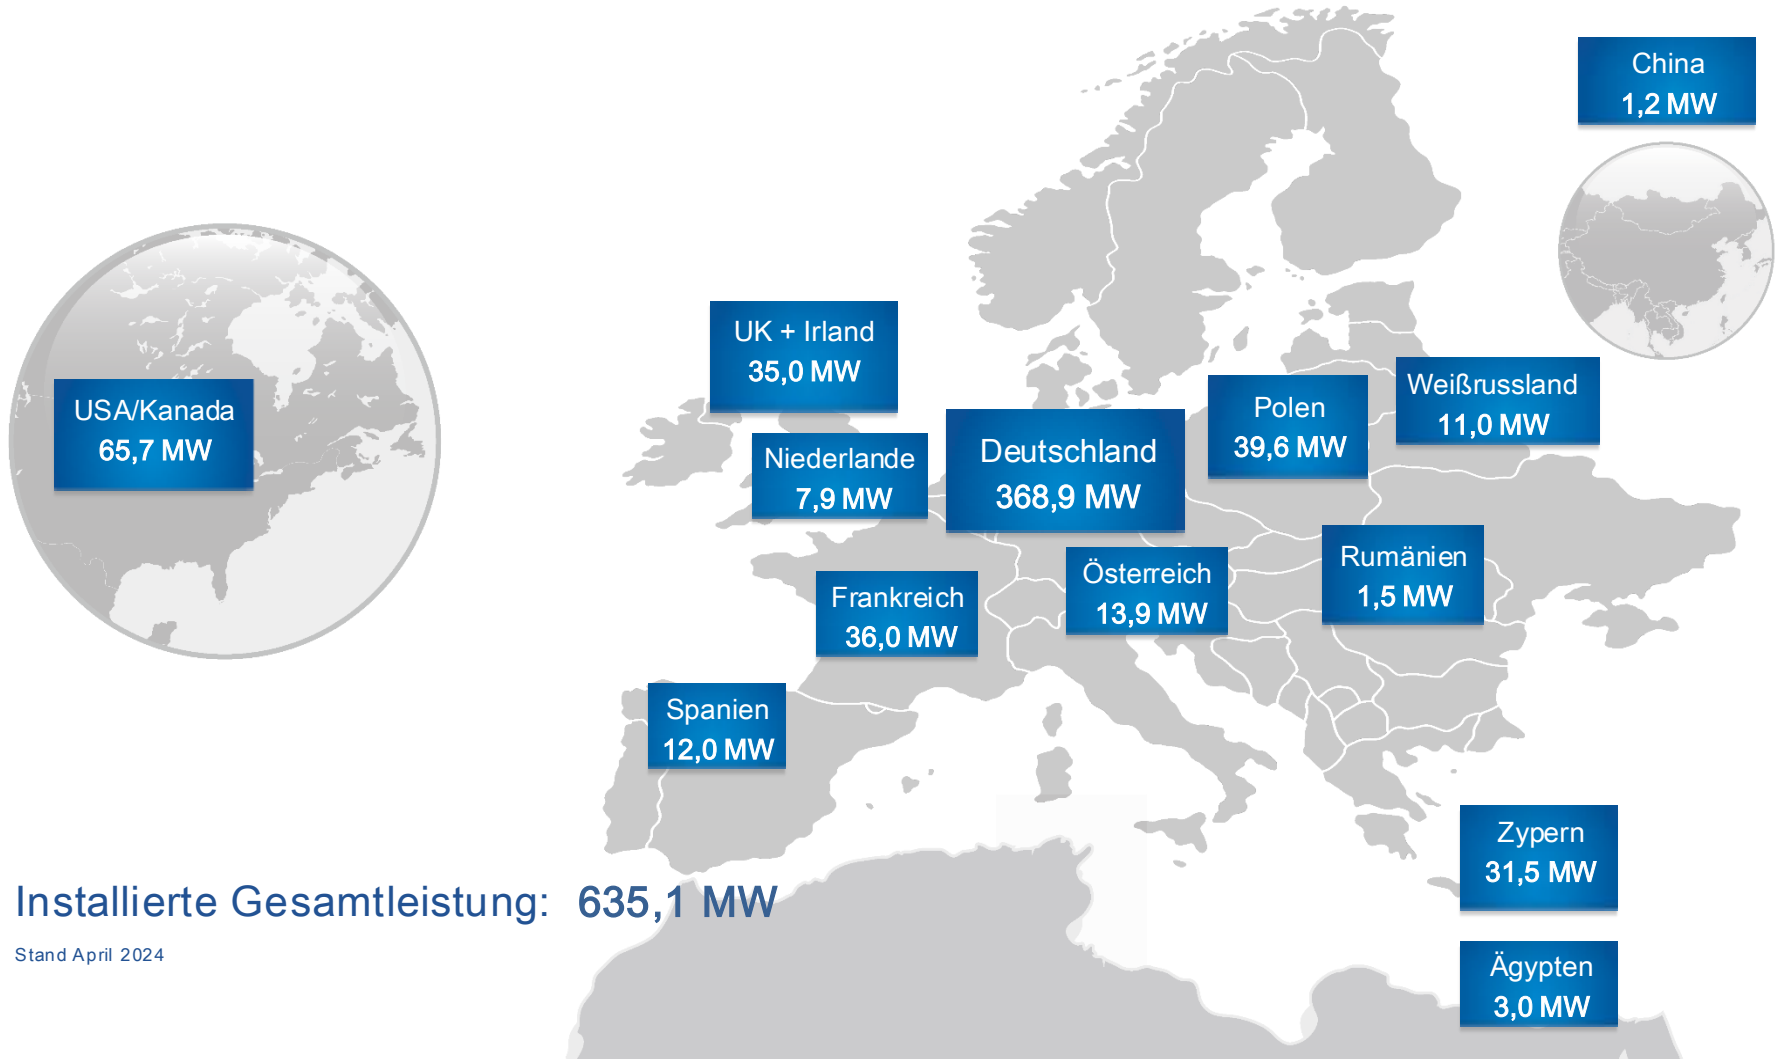 China
1,2 MW
UK + Irland
35,0 MW
USA/Kanada
65,7 MW
Niederlande
7,9 MW
Deutschland
368,9 MW
Polen
39,6 MW
Weißrussland
11,0 MW
Frankreich
36,0 MW
Österreich
13,9 MW
Rumänien
1,5 MW
Spanien
12,0 MW
Zypern
31,5 MW
Ägypten
3,0 MW
Installierte Gesamtleistung: 635,1 MW
Stand April 2024